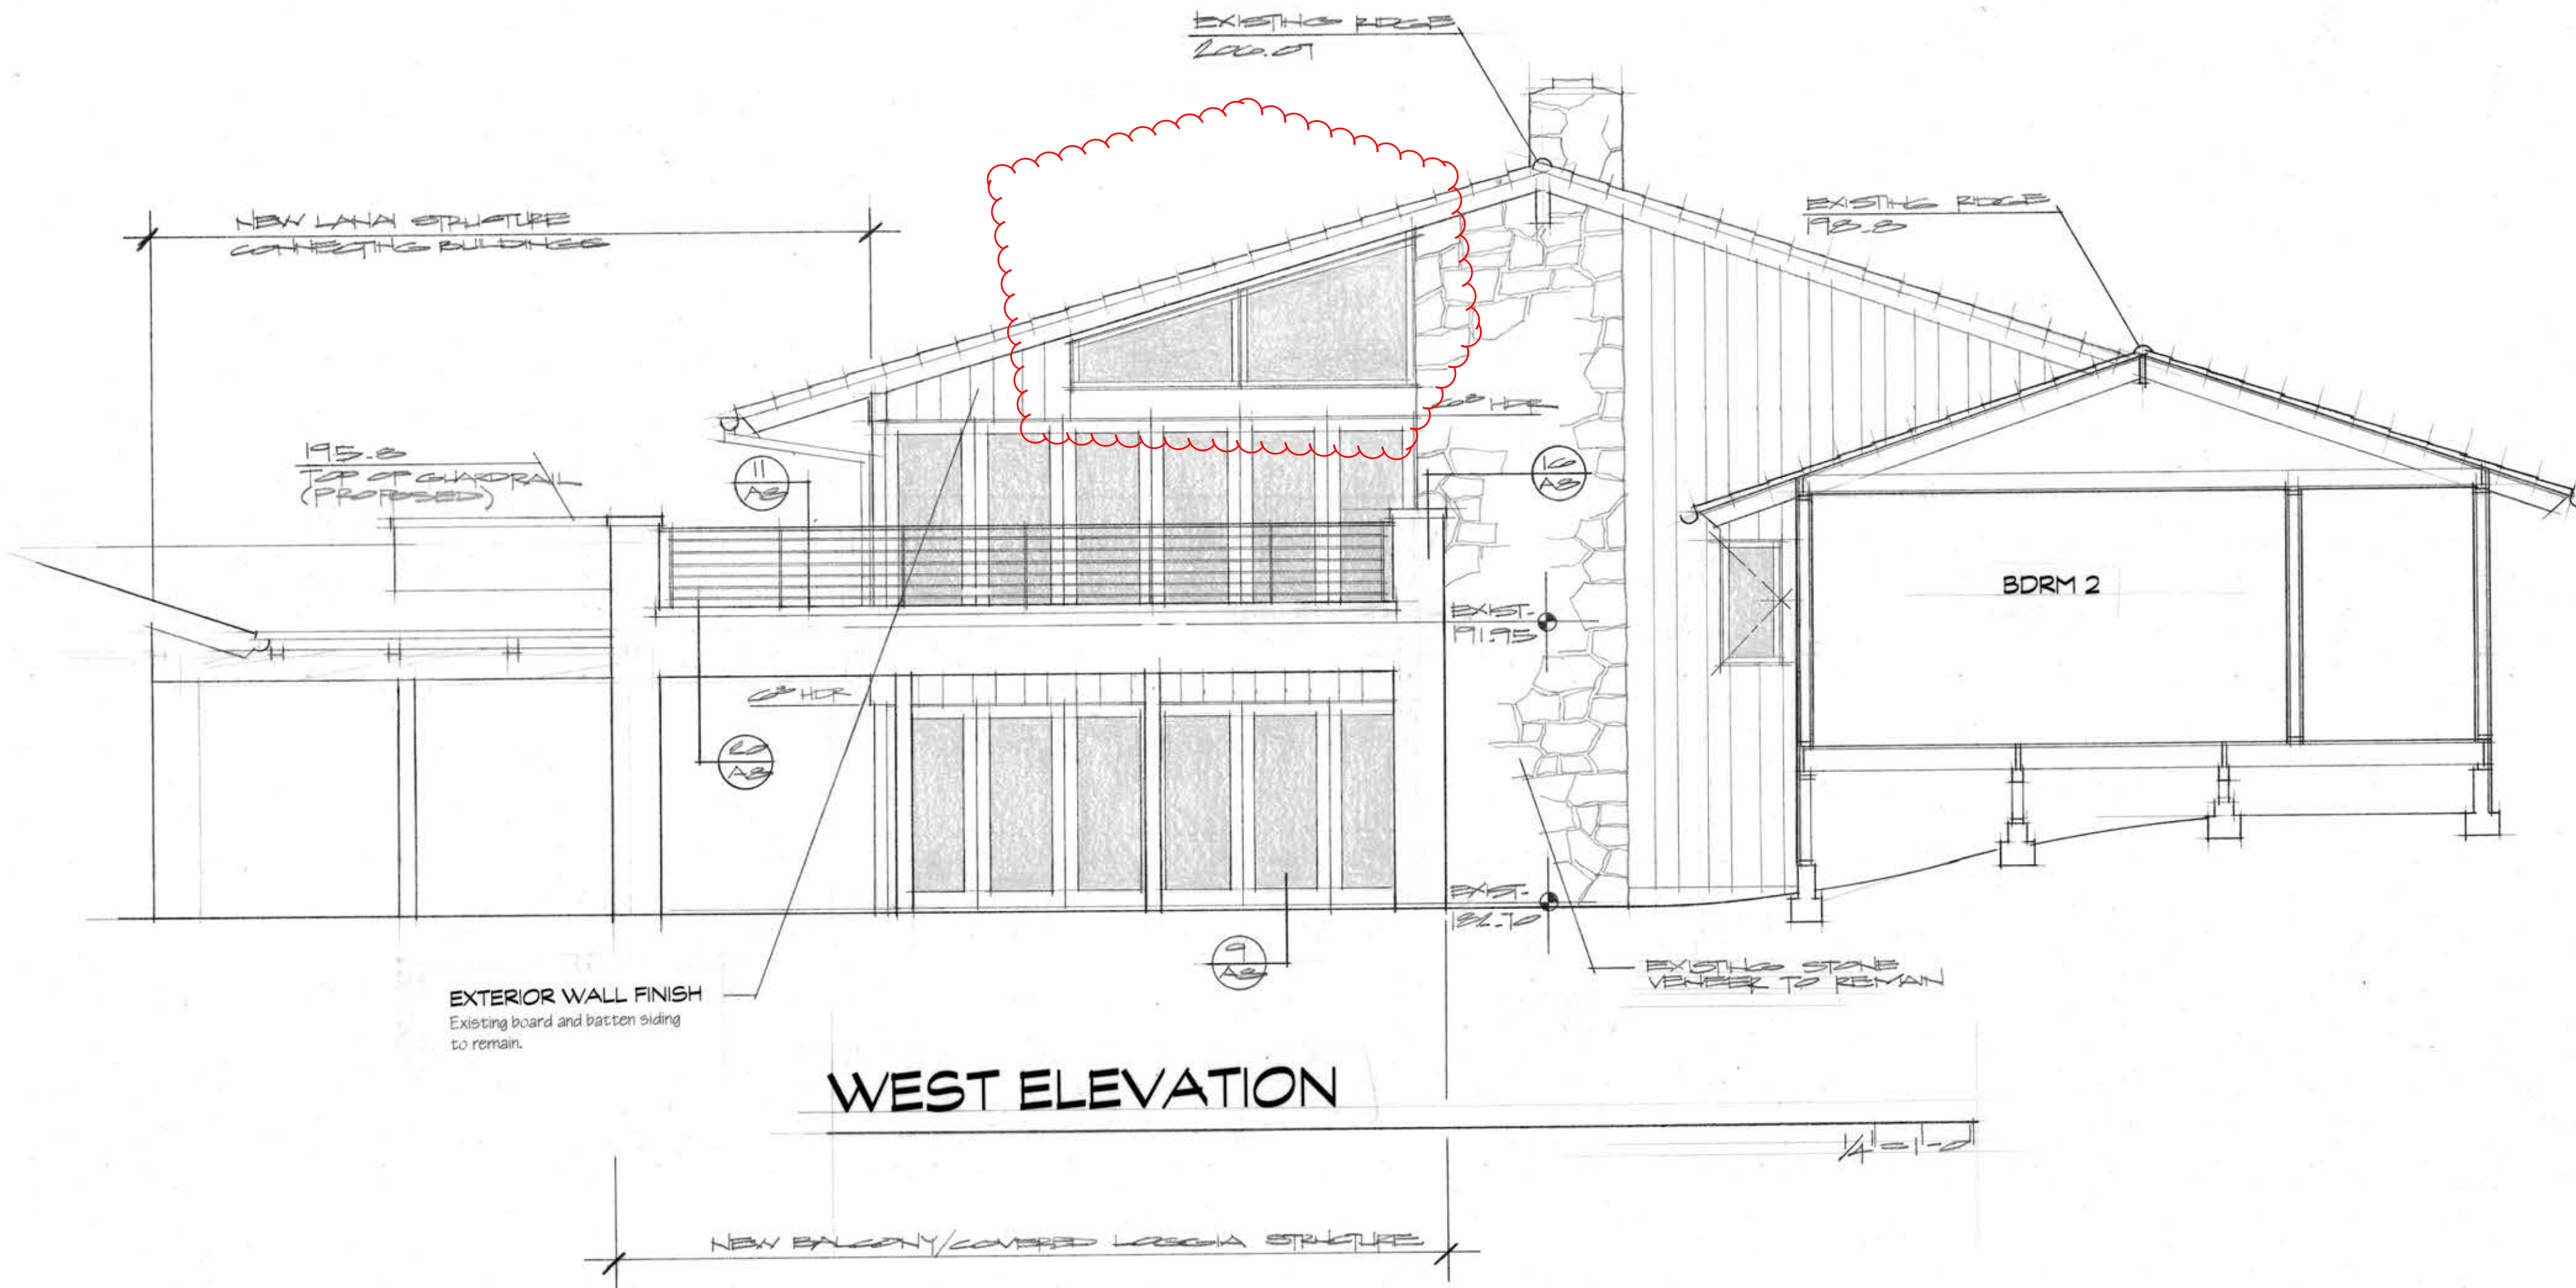 EXISTING RIDGE
206.07
NEW LANAI STRUCTURE
CONNECTING BUILDINGS
EXISTING RIDGE
198.8
195.8
TOP OF GUARDRAIL
(PROPOSED)
HDR
11
A8
16
A8
BDRM 2
EXIST.
191.95
6⁸ HDR
20
A8
EXIST.
182.70
9
A8
EXISTING STONE
VENEER TO REMAIN
EXTERIOR WALL FINISH
Existing board and batten siding
to remain.
WEST ELEVATION
1/4"=1'-0
NEW BALCONY/COVERED LOGGIA STRUCTURE